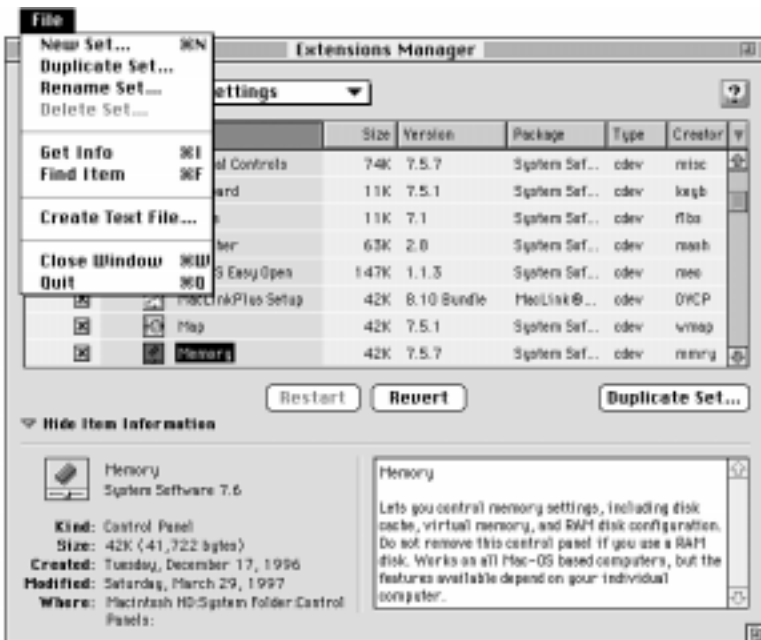 File
New Set... ⌘N
Duplicate Set...
Rename Set...
Delete Set...
Get Info ⌘I
Find Item ⌘F
Create Text File...
Close Window ⌘W
Quit ⌘Q
Extensions Manager
ettings
?
Size Version Package Type Creator
al Controls 74K 7.5.7 System Sof... cdev misc
ard 11K 7.5.1 System Sof... cdev keyb
11K 7.1 System Sof... cdev
her 63K 2.0 System Sof... cdev mash
S Easy Open 147K 1.1.3 System Sof... cdev
MacLinkPlus Setup 42K 8.10 Bundle MacLink®... cdev DVCP
Map 42K 7.5.1 System Sof... cdev wmap
Memory 42K 7.5.7 System Sof... cdev mmry
Restart Revert Duplicate Set...
Hide Item Information
Memory
System Software 7.6
Kind: Control Panel
Size: 42K (41,722 bytes)
Created: Tuesday, December 17, 1996
Modified: Saturday, March 29, 1997
Where: Macintosh HD:System Folder:Control
Panels:
Memory
Lets you control memory settings, including disk
cache, virtual memory, and RAM disk configuration.
Do not remove this control panel if you use a RAM
disk. Works on all Mac-OS based computers, but the
features available depend on your individual
computer.